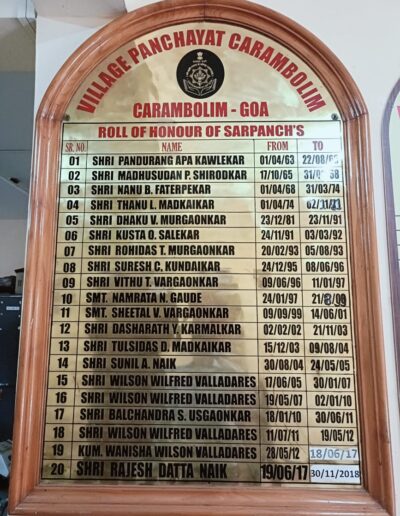 VILLAGE PANCHAYAT CARAMBOLIM
CARAMBOLIM - GOA
ROLL OF HONOUR OF SARPANCH'S
SR. NO. NAME FROM TO
01 SHRI PANDURANG APA KAWLEKAR 01/04/63
02 SHRI MADHUSUDAN P. SHIRODKAR 17/10/65
03 SHRI NANU B. FATERPEKAR 01/04/68 31/03/74
04 SHRI THANU L. MADKAIKAR 01/04/74
05 SHRI DHAKU V. MURGAONKAR 23/12/81 23/11/91
06 SHRI KUSTA O. SALEKAR 24/11/91 03/03/92
07 SHRI ROHIDAS T. MURGAONKAR 20/02/93 05/08/93
08 SHRI SURESH C. KUNDAIKAR 24/12/95 08/06/96
09 SHRI VITHU T. VARGAONKAR 09/06/96 11/01/97
10 SMT. NAMRATA N. GAUDE 24/01/97
11 SMT. SHEETAL V. VARGAONKAR 09/09/99 14/06/01
12 SHRI DASHARATH Y. KARMALKAR 02/02/02 21/11/03
13 SHRI TULSIDAS D. MADKAIKAR 15/12/03 09/08/04
14 SHRI SUNIL A. NAIK 30/08/04 24/05/05
15 SHRI WILSON WILFRED VALLADARES 17/06/05 30/01/07
16 SHRI WILSON WILFRED VALLADARES 19/05/07 02/01/10
17 SHRI BALCHANDRA S. USGAONKAR 18/01/10 30/06/11
18 SHRI WILSON WILFRED VALLADARES 11/07/11 19/05/12
19 KUM. WANISHA WILSON VALLADARES 28/05/12 18/06/17
20 SHRI RAJESH DATTA NAIK 19/06/17 30/11/2018